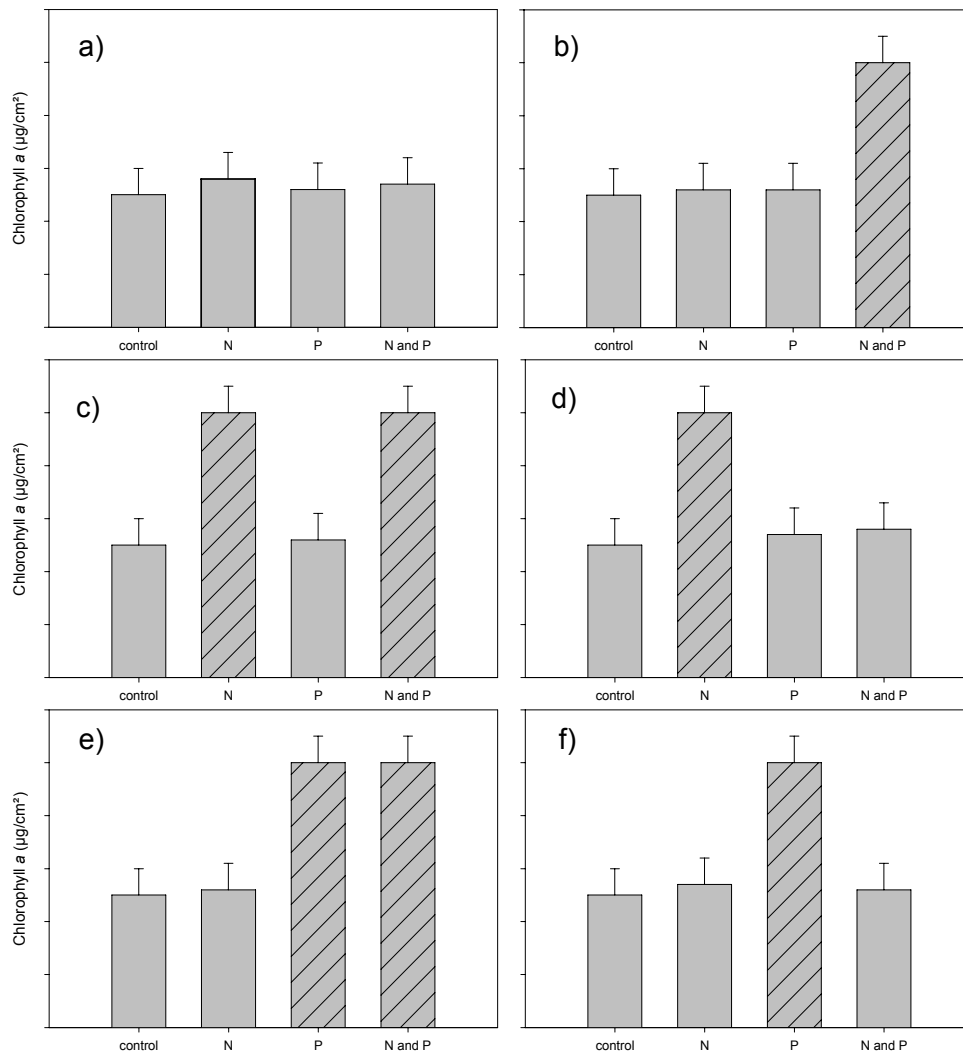 a)
b)
Chlorophyll a (µg/cm²)
control N P N and P
control N P N and P
c)
d)
Chlorophyll a (µg/cm²)
control N P N and P
control N P N and P
e)
f)
Chlorophyll a (µg/cm²)
control N P N and P
control N P N and P